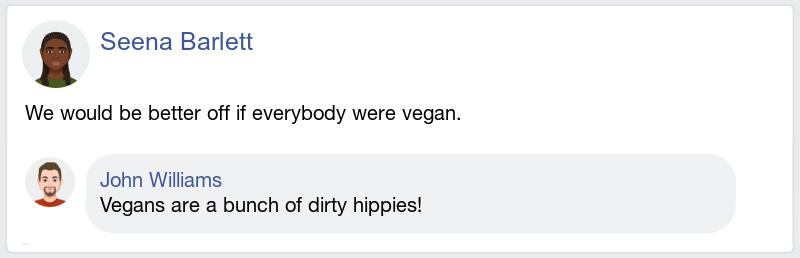 Seena Barlett
We would be better off if everybody were vegan.
John Williams
Vegans are a bunch of dirty hippies!